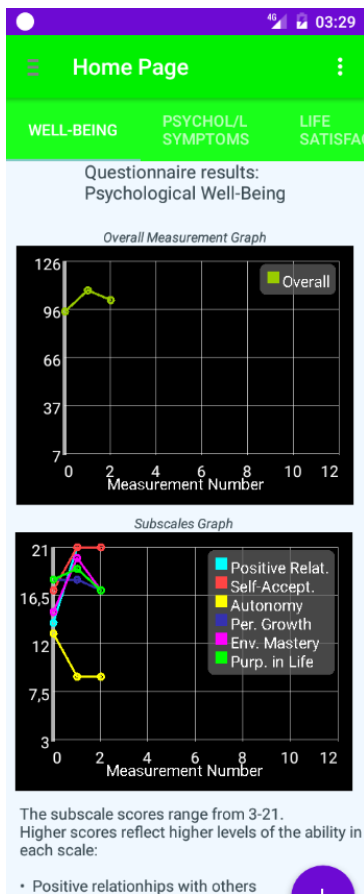 4G 03:29
Home Page
WELL-BEING
PSYCHOL/L
SYMPTOMS
LIFE
SATISFAC
Questionnaire results:
Psychological Well-Being
Overall Measurement Graph
126
96
66
37
7
Overall
0 2 4 6 8 10 12
Measurement Number
Subscales Graph
21
16,5
12
7,5
3
Positive Relat.
Self-Accept.
Autonomy
Per. Growth
Env. Mastery
Purp. in Life
0 2 4 6 8 10 12
Measurement Number
The subscale scores range from 3-21.
Higher scores reflect higher levels of the ability in
each scale:
• Positive relationships with others